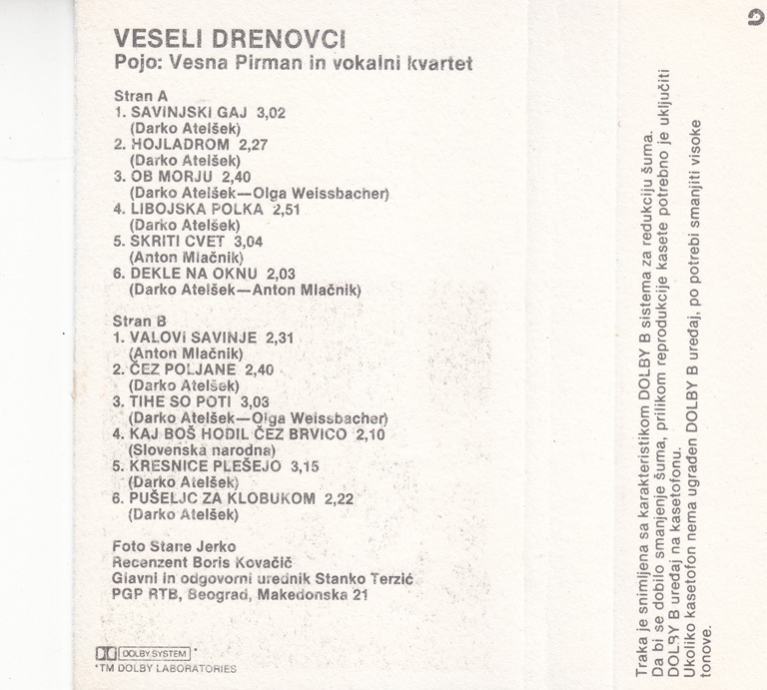 VESELI DRENOVCI
Pojo: Vesna Pirman in vokalni kvartet
Stran A
1. SAVINJSKI GAJ 3,02
(Darko Atelšek)
2. HOJLADROM 2,27
(Darko Atelšek)
3. OB MORJU 2,40
(Darko Atelšek—Olga Weissbacher)
4. LIBOJSKA POLKA 2,51
(Darko Atelšek)
5. SKRITI CVET 3,04
(Anton Mlačnik)
6. DEKLE NA OKNU 2,03
(Darko Atelšek—Anton Mlačnik)
Stran B
1. VALOVI SAVINJE 2,31
(Anton Mlačnik)
2. ČEZ POLJANE 2,40
(Darko Atelšek)
3. TIHE SO POTI 3,03
(Darko Atelšek—Olga Weissbacher)
4. KAJ BOŠ HODIL ČEZ BRVICO 2,10
(Slovenska narodna)
5. KRESNICE PLEŠEJO 3,15
(Darko Atelšek)
6. PUŠELJC ZA KLOBUKOM 2,22
(Darko Atelšek)
Foto Stane Jerko
Recenzent Boris Kovačič
Glavni in odgovorni urednik Stanko Terzić
PGP RTB, Beograd, Makedonska 21
DOLBY SYSTEM *
*TM DOLBY LABORATORIES
Traka je snimljena sa karakteristikom DOLBY B sistema za redukciju šuma.
Da bi se dobilo smanjenje šuma, prilikom reprodukcije kasete potrebno je uključiti
DOLBY B uređaj na kasetofonu.
Ukoliko kasetofon nema ugrađen DOLBY B uređaj, po potrebi smanjiti visoke
tonove.